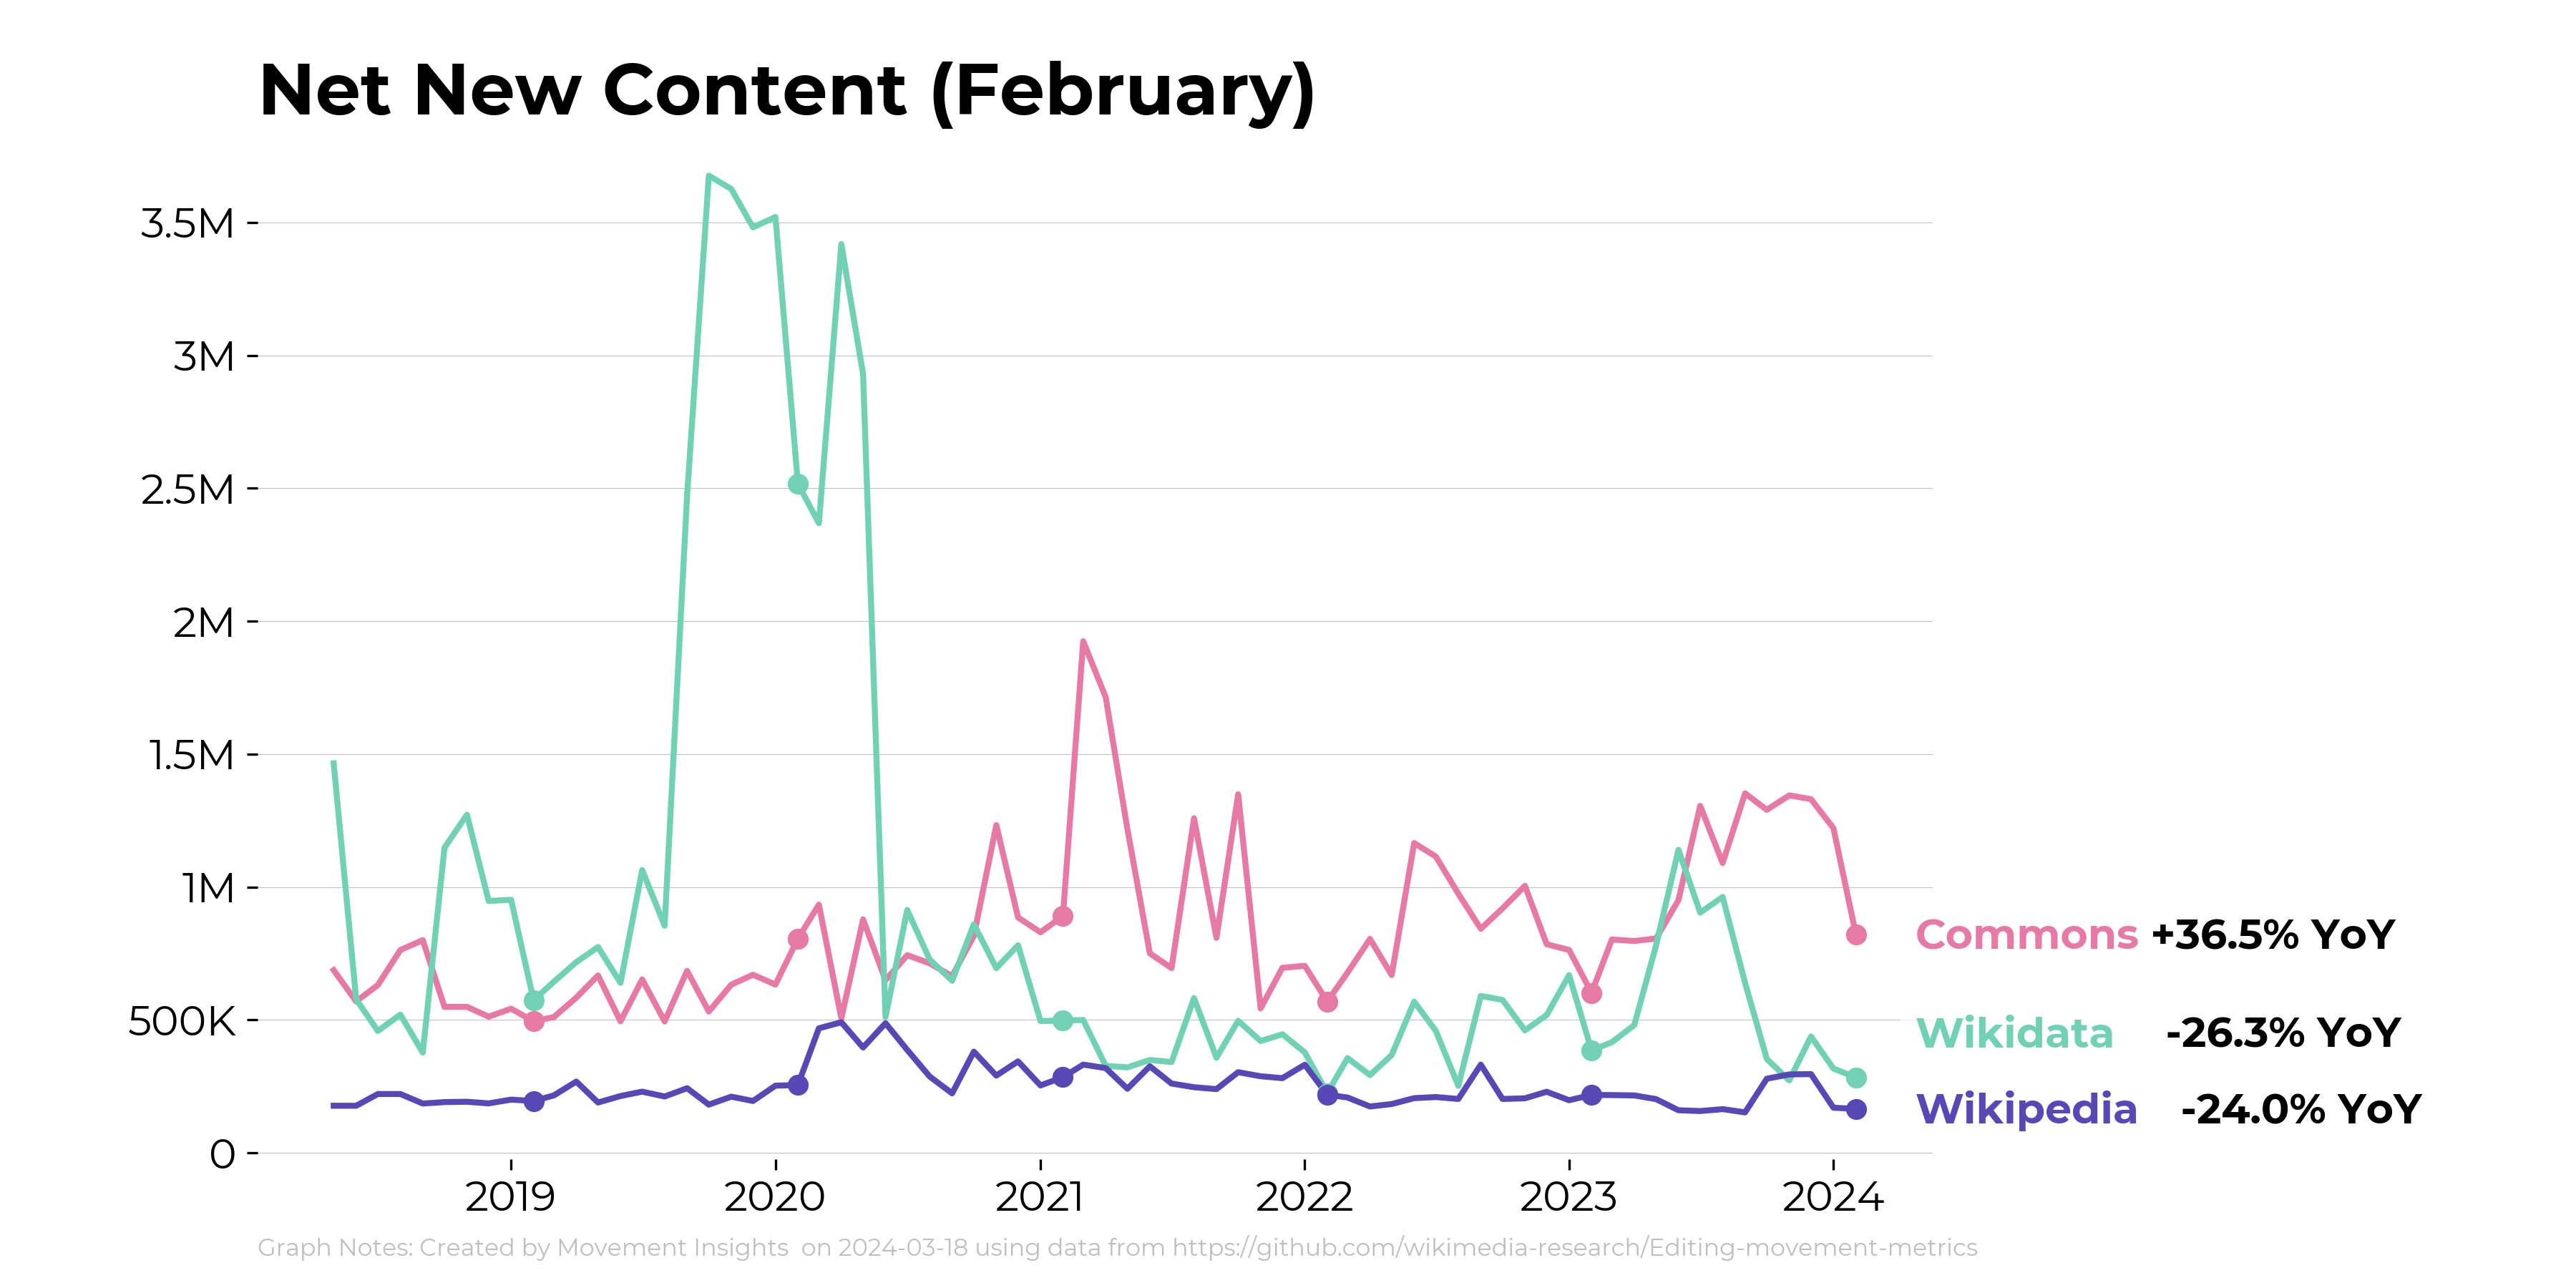 Net New Content (February)
3.5M
3M
2.5M
2M
1.5M
1M
500K
0
Commons +36.5% YoY
Wikidata -26.3% YoY
Wikipedia -24.0% YoY
2019 2020 2021 2022 2023 2024
Graph Notes: Created by Movement Insights on 2024-03-18 using data from https://github.com/wikimedia-research/Editing-movement-metrics